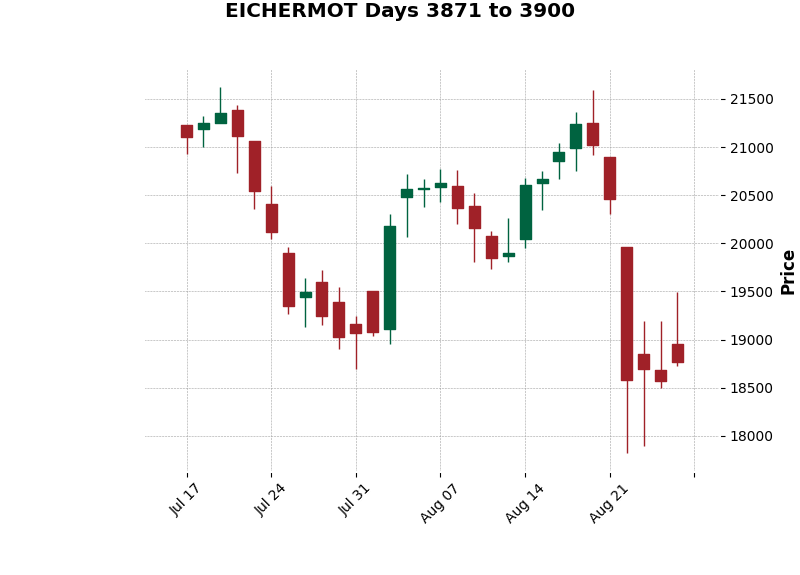 EICHERMOT Days 3871 to 3900
21500
21000
20500
20000
19500
19000
18500
18000
Price
Jul 17
Jul 24
Jul 31
Aug 07
Aug 14
Aug 21